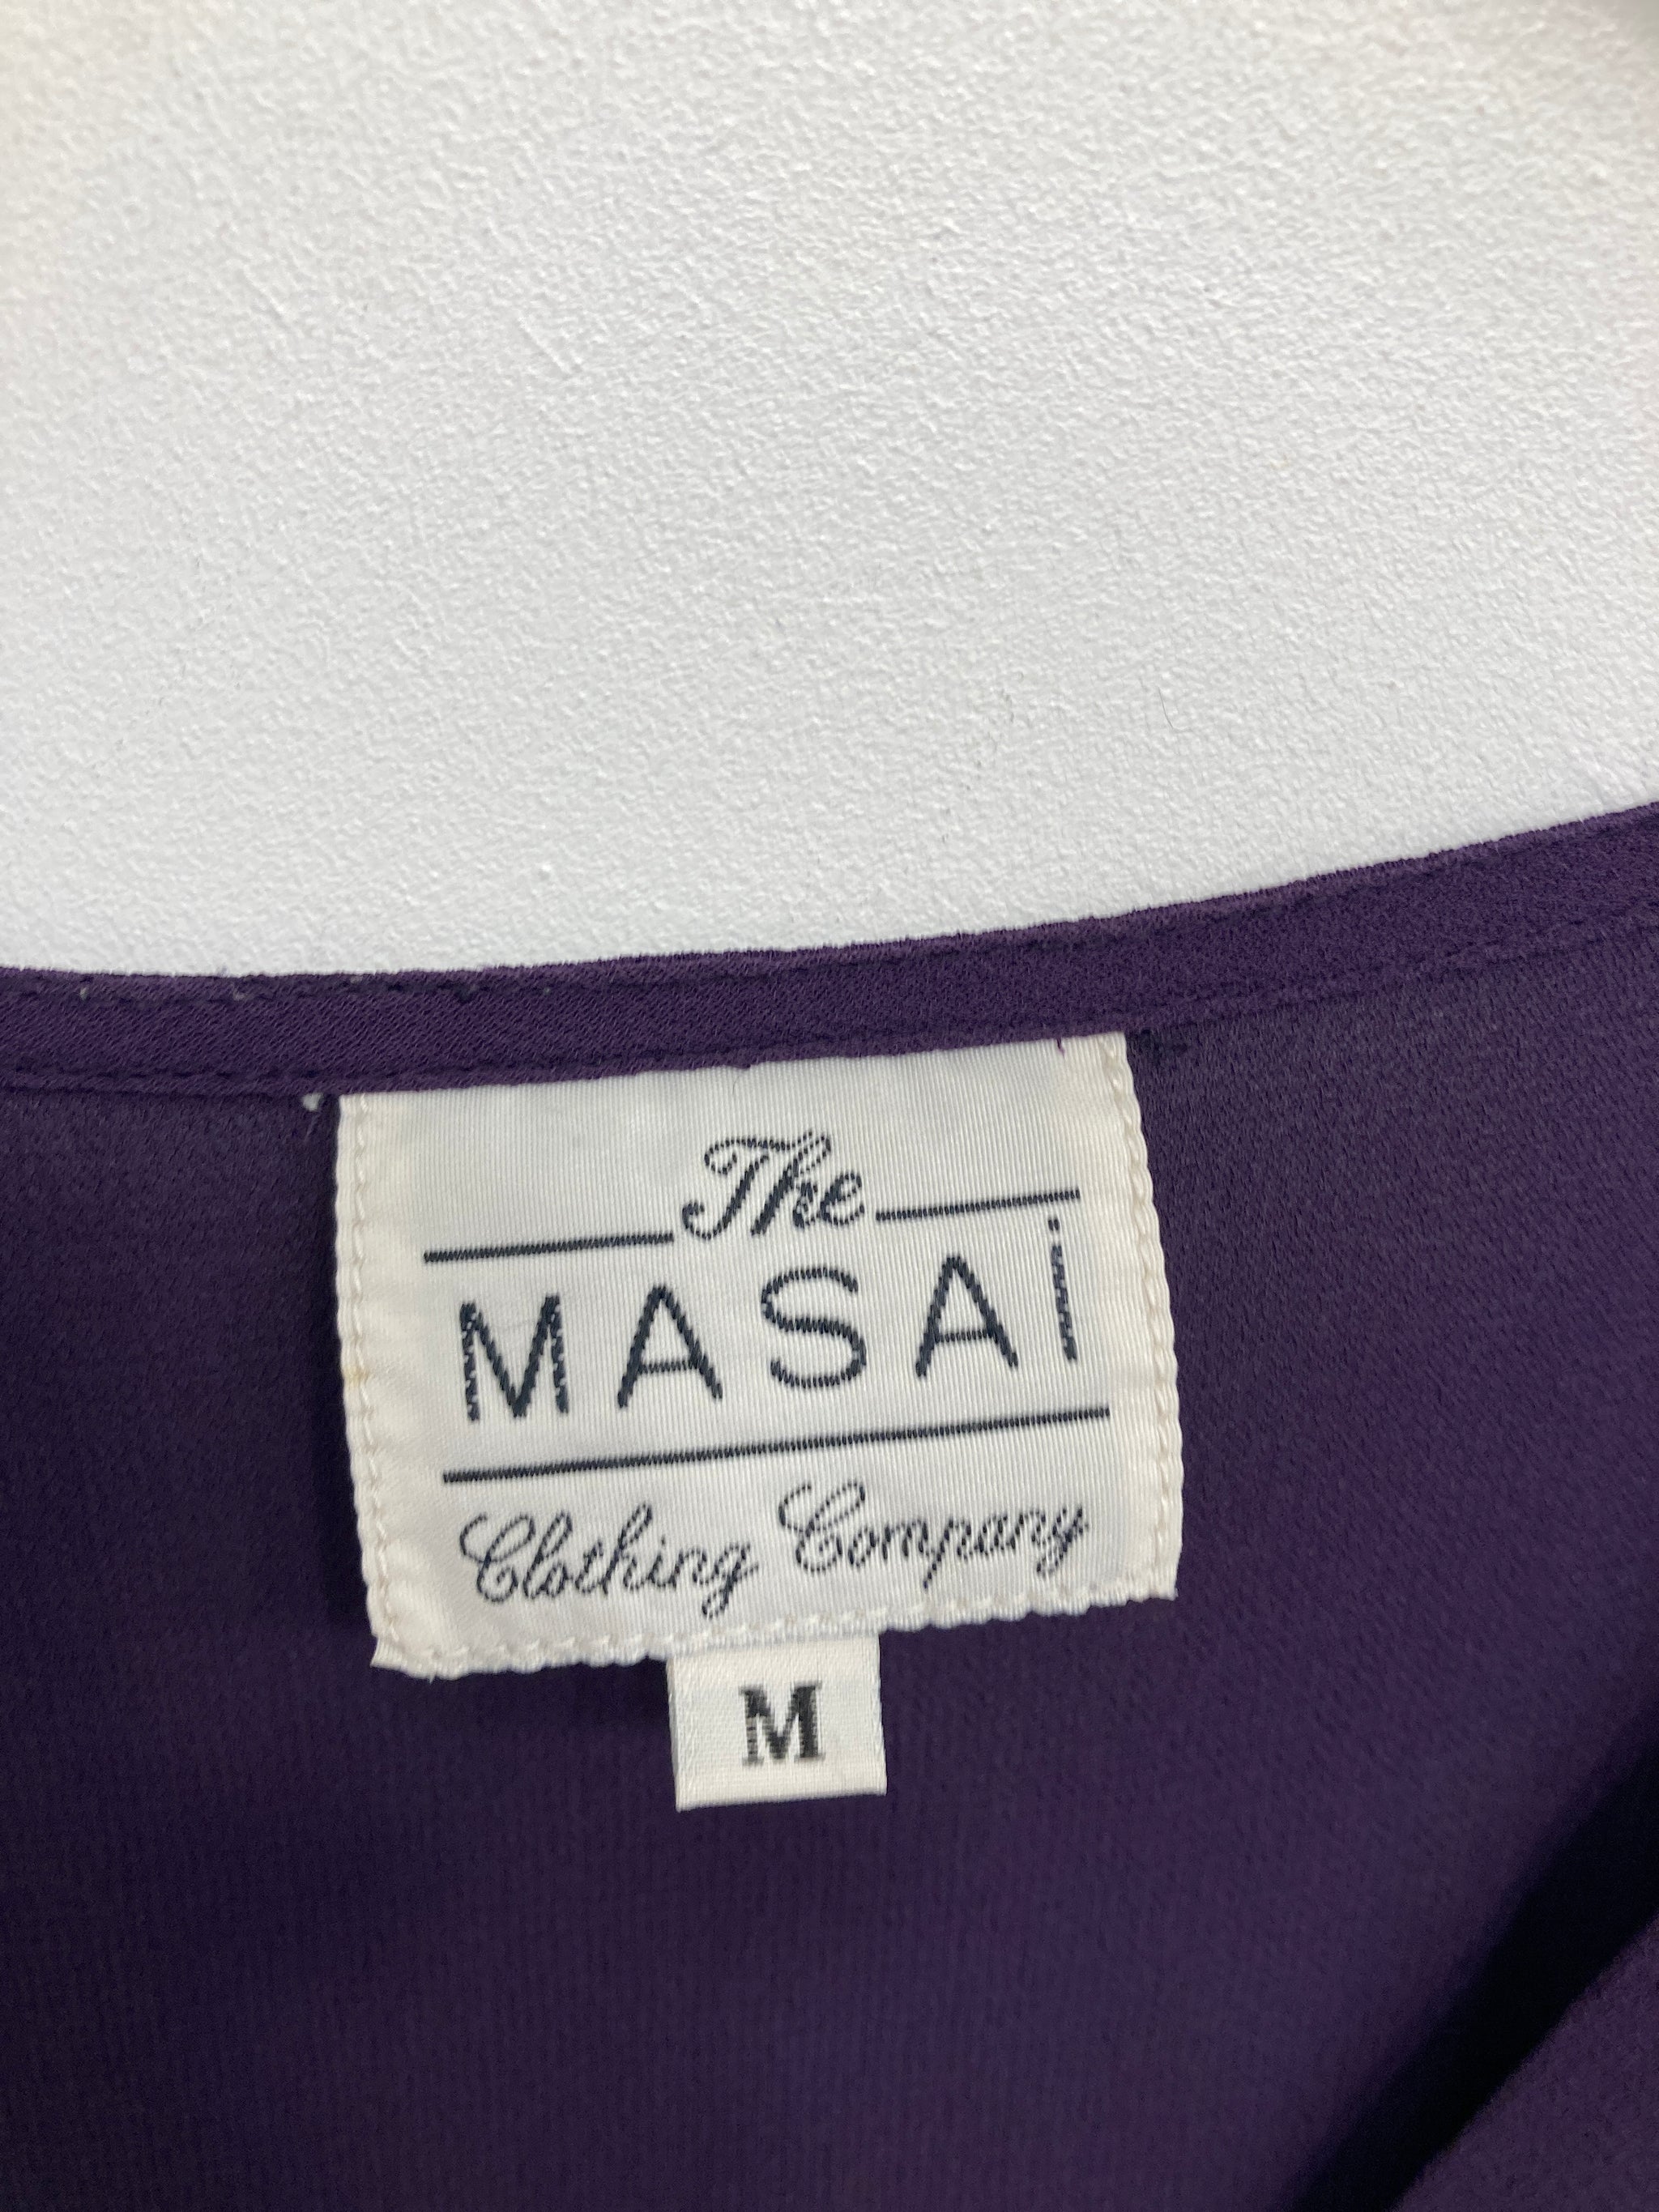 The
MASAi
Clothing Company
M